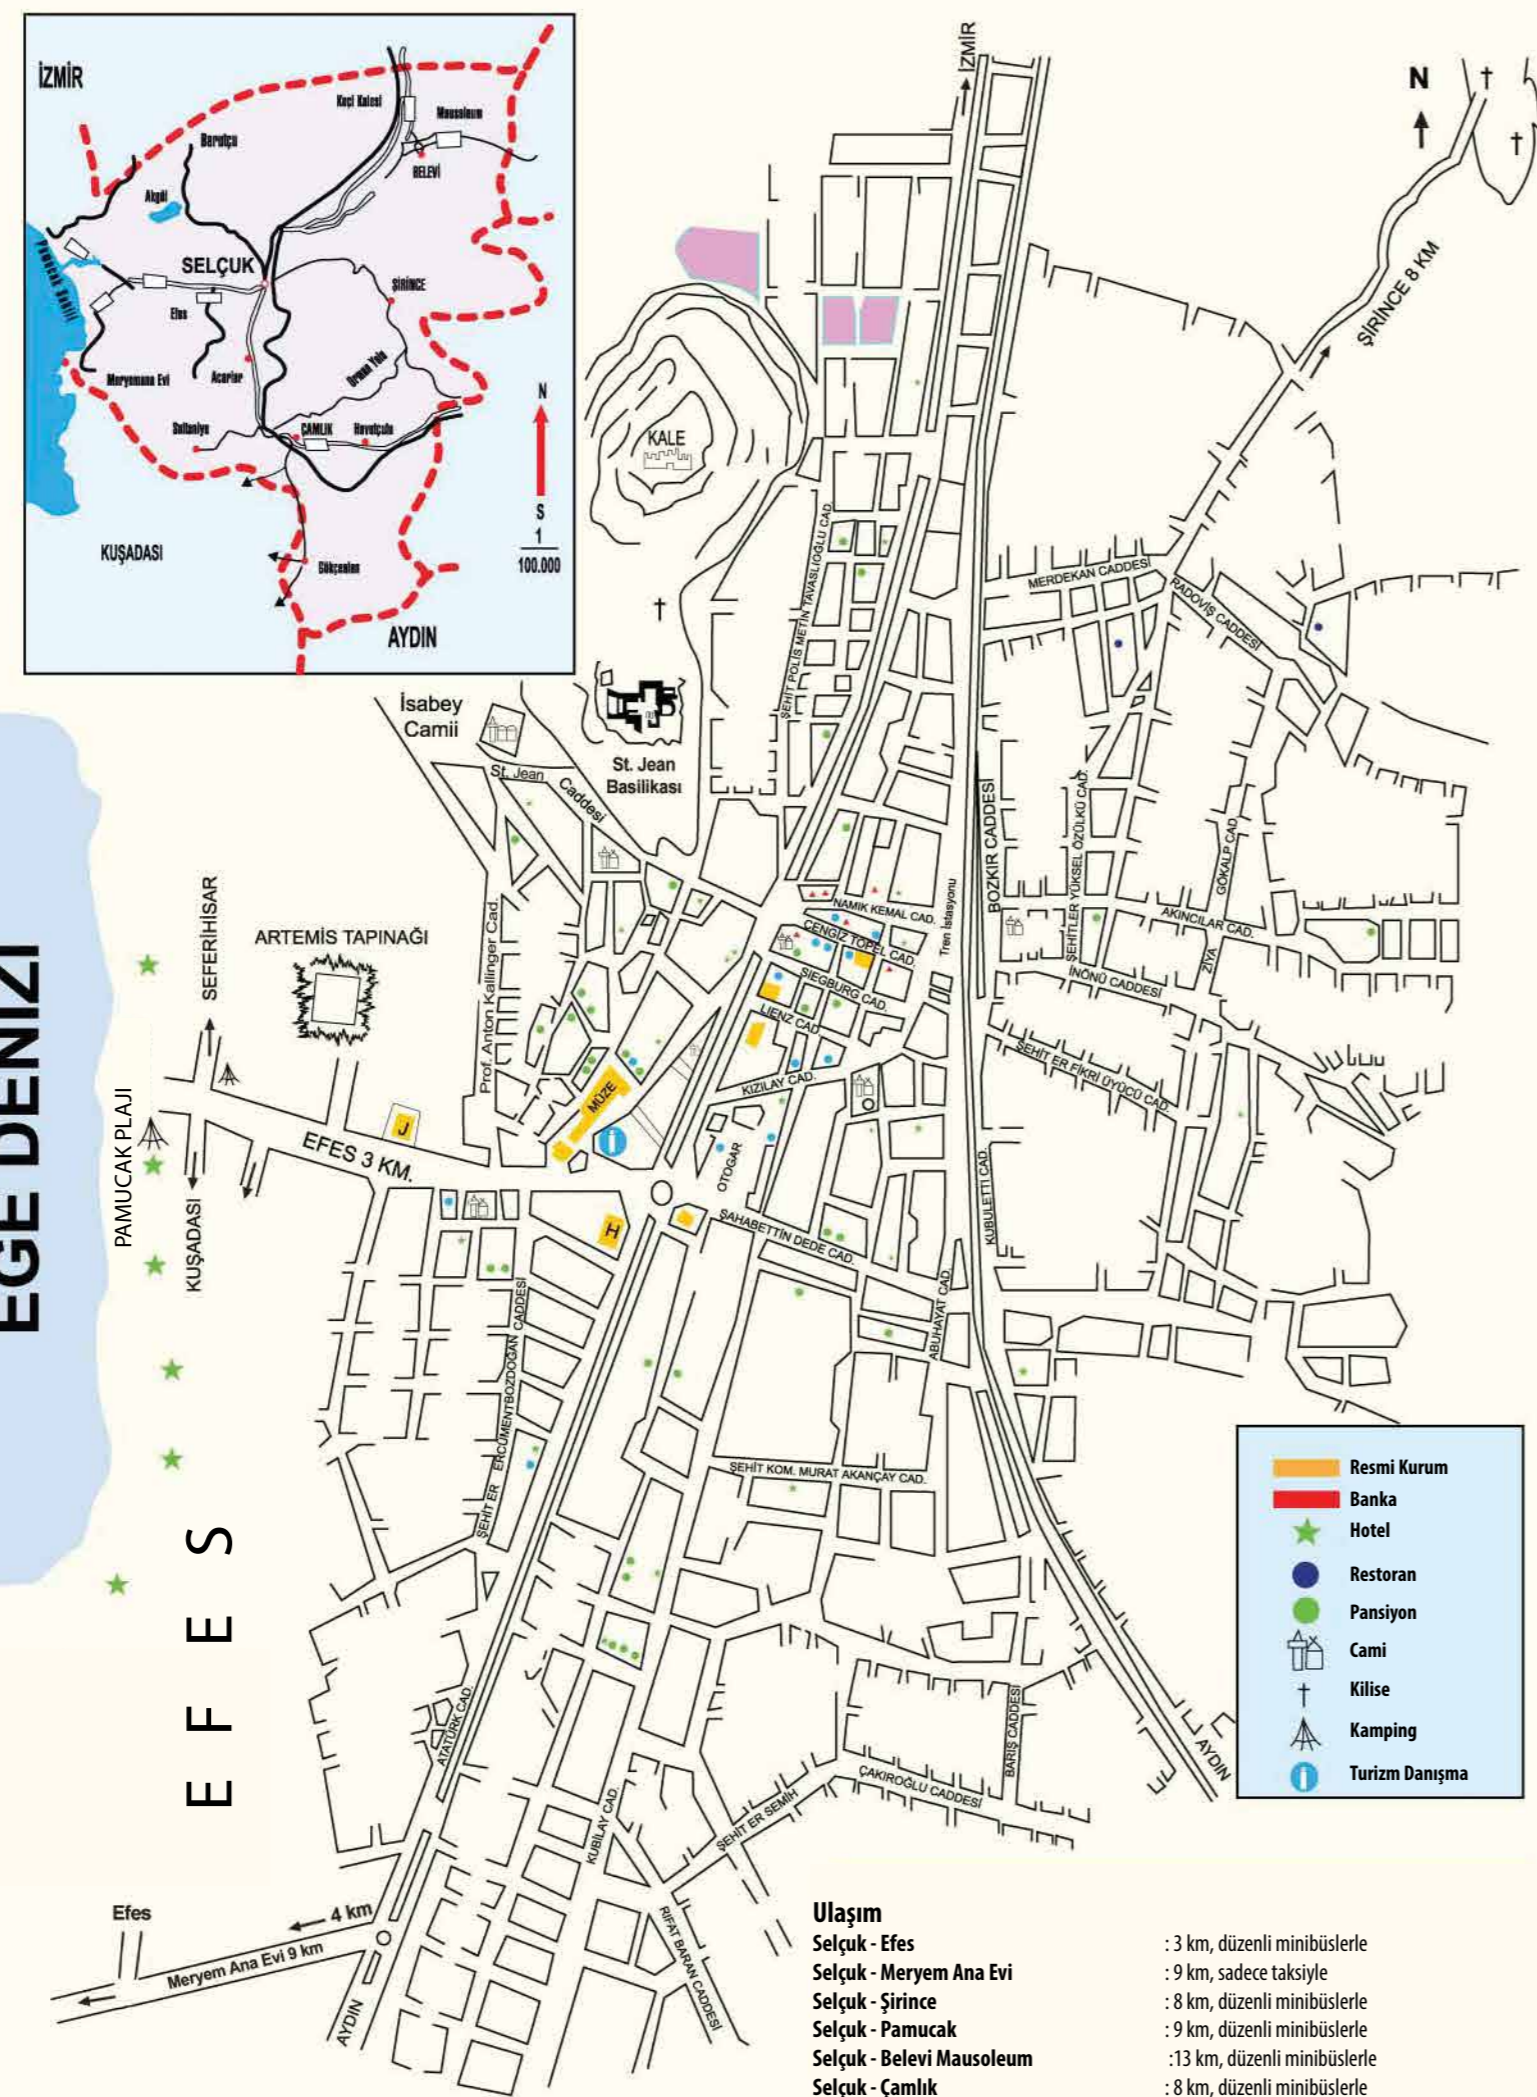 İZMİR
Keçi Kalesi
Mausoleum
Barutçu
BELEVİ
Akgöl
Pamucak Sahili
SELÇUK
ŞİRİNCE
Efes
Meryemana Evi
Acarlar
Orman Yolu
Sultaniye
ÇAMLIK
Havutçulu
N
S
1
100.000
KUŞADASI
Gökçealan
AYDIN
İZMİR
N
ŞİRİNCE 8 KM
KALE
ŞEHİT POLİS METİN TAVASLIOĞLU CAD.
MERDEKAN CADDESİ
RADOVİŞ CADDESİ
İsabey
Camii
St. Jean Caddesi
St. Jean
Basilikası
BOZKIR CADDESİ
ŞEHİTLER YÜKSEL ÖZÜLKÜ CAD.
ZİYA GÖKALP CAD.
AKINCILAR CAD.
İNÖNÜ CADDESİ
ŞEHİT ER FİKRİ ÜYÜCÜ CAD.
NAMIK KEMAL CAD.
CENGİZ TOPEL CAD.
SIEGBURG CAD.
LIENZ CAD
KIZILAY CAD.
Tren İstasyonu
EGE DENİZİ
SEFERİHİSAR
ARTEMİS TAPINAĞI
Prof. Anton Kallinger Cad.
PAMUCAK PLAJI
KUŞADASI
J
EFES 3 KM.
MÜZE
i
OTOGAR
H
ŞAHABETTİN DEDE CAD.
KUBULETTİ CAD.
ABUHAYAT CAD.
ŞEHİT ER ERCÜMENTBOZDOĞAN CADDESİ
ŞEHİT KOM. MURAT AKANÇAY CAD.
EFES
ATATÜRK CAD.
KUBİLAY CAD.
ŞEHİT ER SEMİH
ÇAKIROĞLU CADDESİ
BARIŞ CADDESİ
AYDIN
RIFAT BARAN CADDESİ
Efes
4 km
Meryem Ana Evi 9 km
AYDIN
Resmi Kurum
Banka
Hotel
Restoran
Pansiyon
Cami
Kilise
Kamping
Turizm Danışma
Ulaşım
Selçuk - Efes : 3 km, düzenli minibüslerle
Selçuk - Meryem Ana Evi : 9 km, sadece taksiyle
Selçuk - Şirince : 8 km, düzenli minibüslerle
Selçuk - Pamucak : 9 km, düzenli minibüslerle
Selçuk - Belevi Mausoleum :13 km, düzenli minibüslerle
Selçuk - Çamlık : 8 km, düzenli minibüslerle